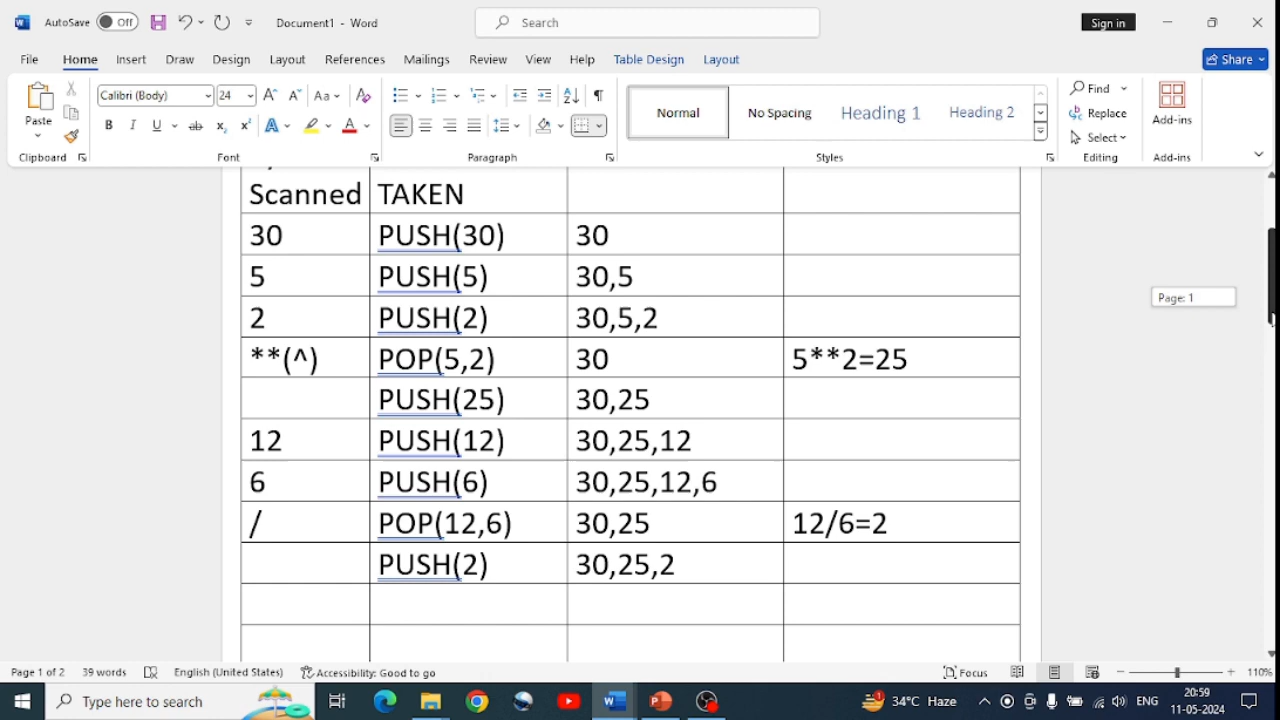 AutoSave Off Document1 - Word Search Sign in
File Home Insert Draw Design Layout References Mailings Review View Help Table Design Layout Share
Paste Calibri (Body) 24 Aa Normal No Spacing Heading 1 Heading 2 Find Replace Select Add-ins
Clipboard Font Paragraph Styles Editing Add-ins
Scanned TAKEN
30 PUSH(30) 30
5 PUSH(5) 30,5
2 PUSH(2) 30,5,2
**(^) POP(5,2) 30 5**2=25
PUSH(25) 30,25
12 PUSH(12) 30,25,12
6 PUSH(6) 30,25,12,6
/ POP(12,6) 30,25 12/6=2
PUSH(2) 30,25,2
Page: 1
Page 1 of 2 39 words English (United States) Accessibility: Good to go Focus 110%
Type here to search 34°C Haze ENG 20:59
11-05-2024